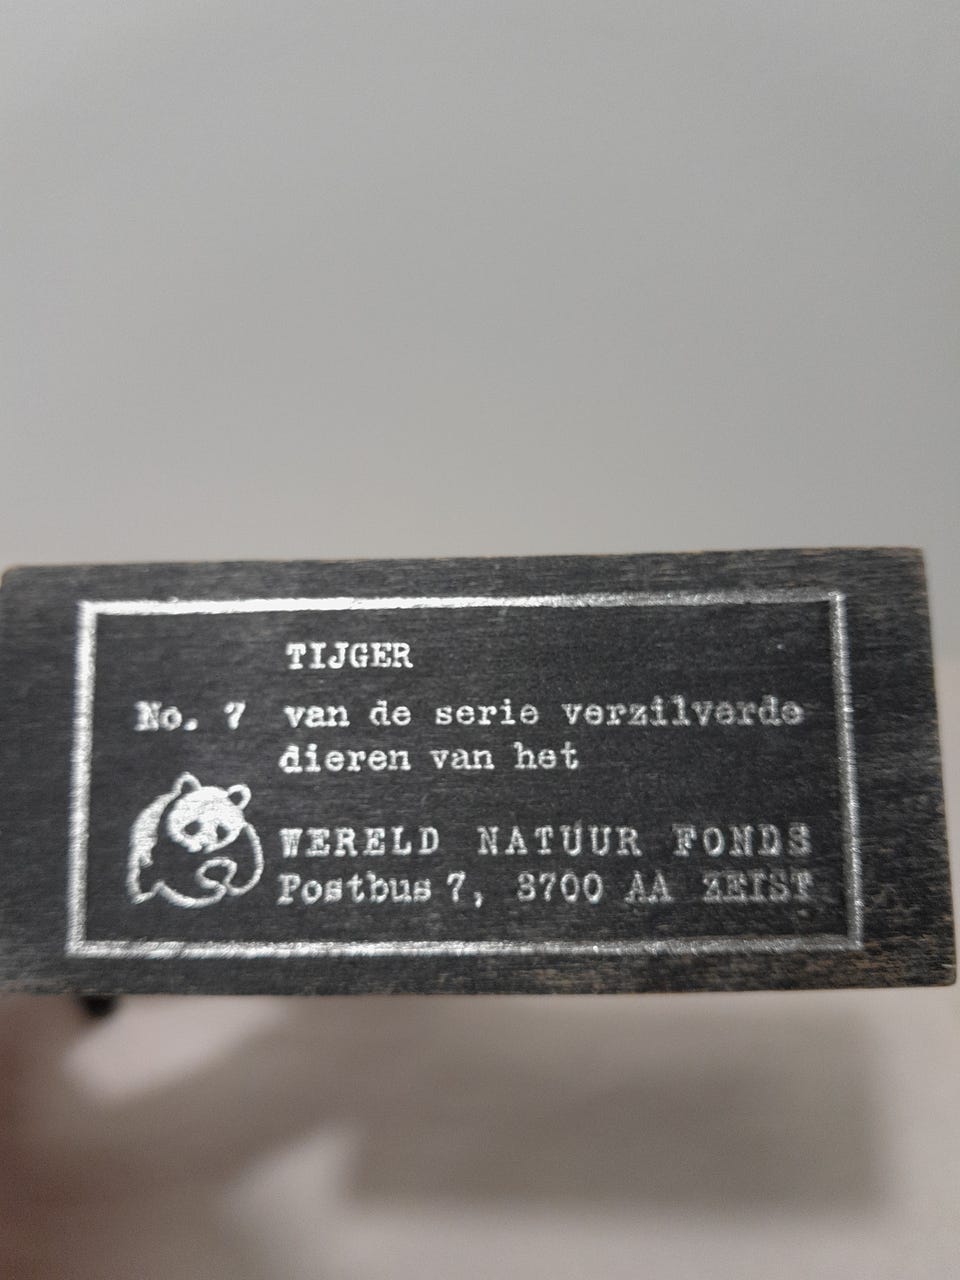 TIJGER
No. 7 van de serie verzilverde
dieren van het
WERELD NATUUR FONDS
Postbus 7, 3700 AA ZEIST